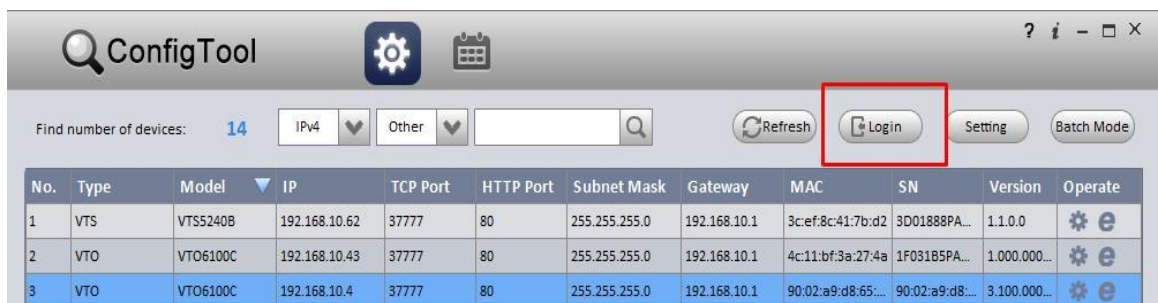 ? i
ConfigTool
Find number of devices: 14 IPv4 Other Refresh Login Setting Batch Mode
No. Type Model IP TCP Port HTTP Port Subnet Mask Gateway MAC SN Version Operate
1 VTS VTS5240B 192.168.10.62 37777 80 255.255.255.0 192.168.10.1 3c:ef:8c:41:7b:d2 3D01888PA... 1.1.0.0
2 VTO VTO6100C 192.168.10.43 37777 80 255.255.255.0 192.168.10.1 4c:11:bf:3a:27:4a 1F031B5PA... 1.000.000...
3 VTO VTO6100C 192.168.10.4 37777 80 255.255.255.0 192.168.10.1 90:02:a9:d8:65:... 90:02:a9:d8:... 3.100.000...